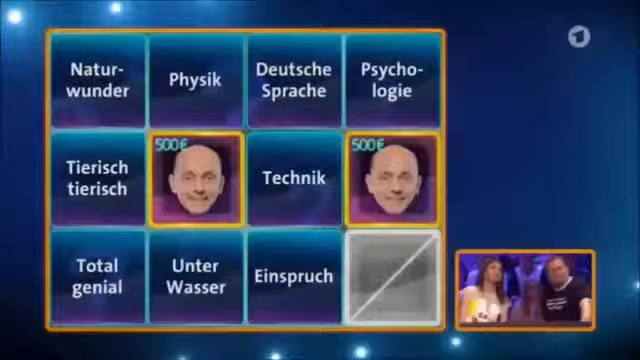 Natur-
wunder
Physik
Deutsche
Sprache
Psycho-
logie
Tierisch
tierisch
500€
Technik
500€
Total
genial
Unter
Wasser
Einspruch